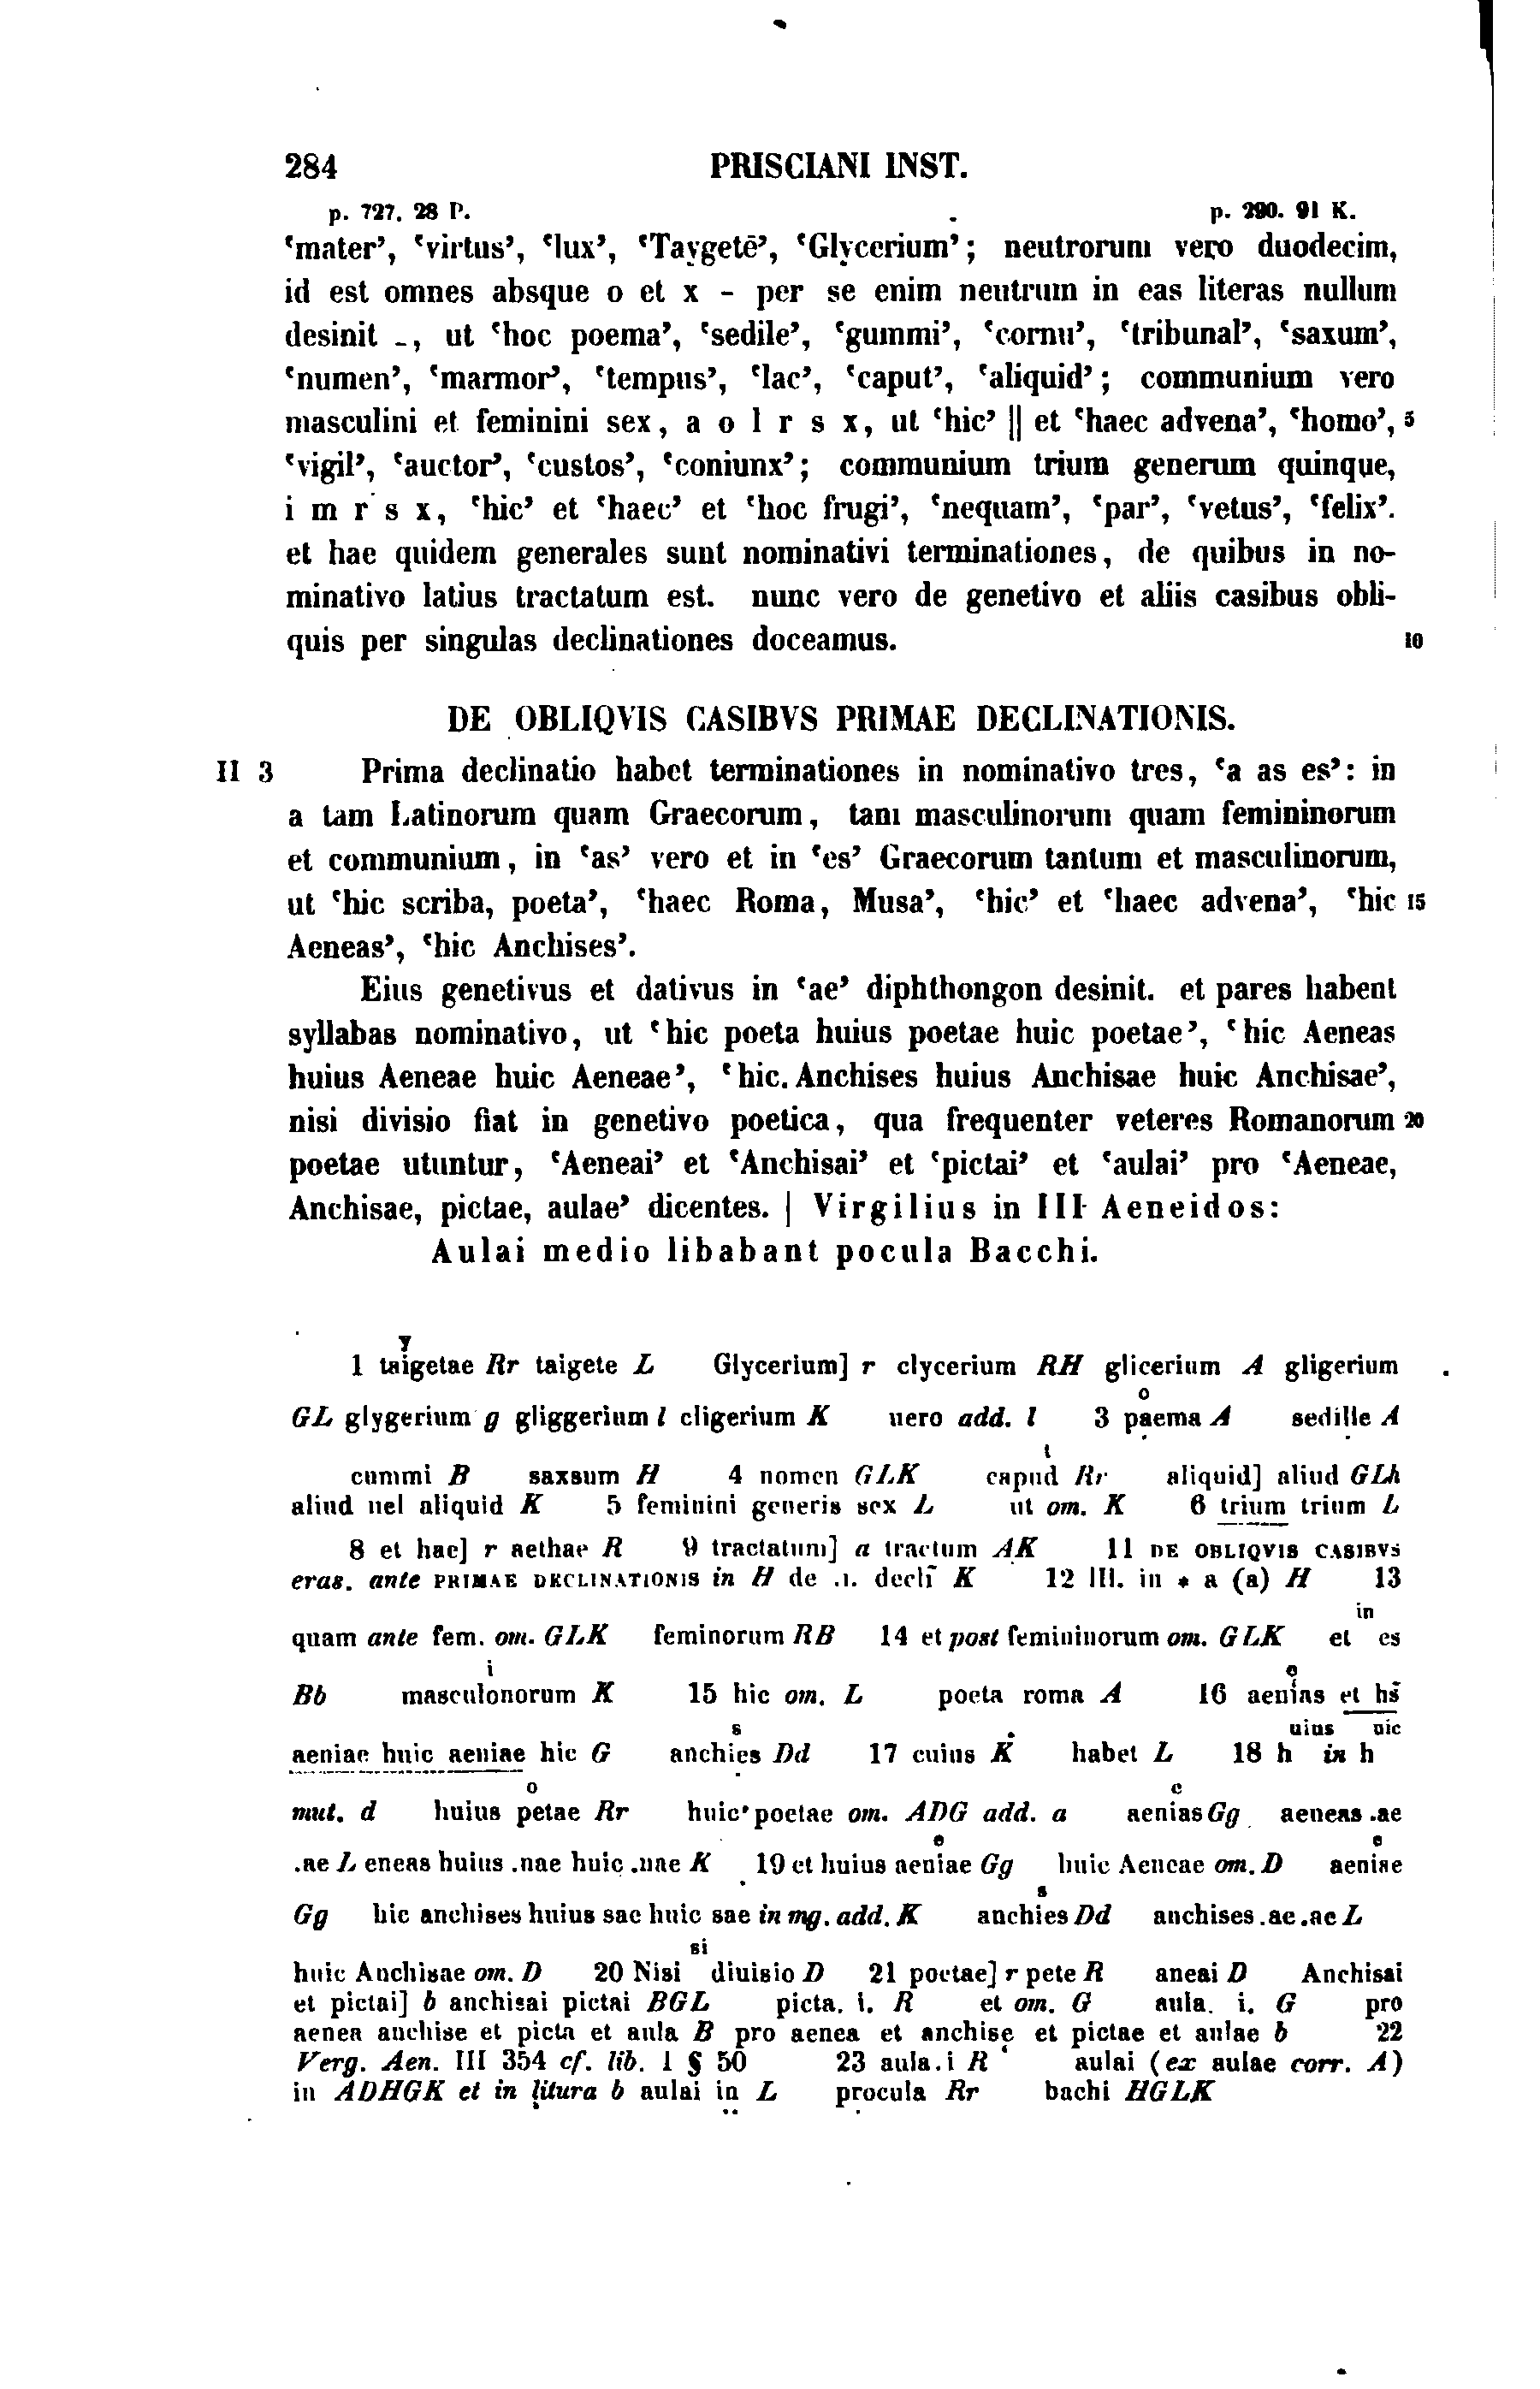 284 PRISCIANI INST.
p. 727. 28 P. p. 290. 91 K.
‘mater’, ‘virtus’, ‘lux’, ‘Taygetē’, ‘Glycerium’; neutrorum vero duodecim,
id est omnes absque o et x - per se enim neutrum in eas literas nullum
desinit -, ut ‘hoc poema’, ‘sedile’, ‘gummi’, ‘cornu’, ‘tribunal’, ‘saxum’,
‘numen’, ‘marmor’, ‘tempus’, ‘lac’, ‘caput’, ‘aliquid’; communium vero
masculini et feminini sex, a o l r s x, ut ‘hic’ || et ‘haec advena’, ‘homo’, 5
‘vigil’, ‘auctor’, ‘custos’, ‘coniunx’; communium trium generum quinque,
i m r s x, ‘hic’ et ‘haec’ et ‘hoc frugi’, ‘nequam’, ‘par’, ‘vetus’, ‘felix’.
et hae quidem generales sunt nominativi terminationes, de quibus in no-
minativo latius tractatum est. nunc vero de genetivo et aliis casibus obli-
quis per singulas declinationes doceamus. 10
DE OBLIQVIS CASIBVS PRIMAE DECLINATIONIS.
II 3 Prima declinatio habet terminationes in nominativo tres, ‘a as es’: in
a tam Latinorum quam Graecorum, tam masculinorum quam femininorum
et communium, in ‘as’ vero et in ‘es’ Graecorum tantum et masculinorum,
ut ‘hic scriba, poeta’, ‘haec Roma, Musa’, ‘hic’ et ‘haec advena’, ‘hic 15
Aeneas’, ‘hic Anchises’.
Eius genetivus et dativus in ‘ae’ diphthongon desinit. et pares habent
syllabas nominativo, ut ‘hic poeta huius poetae huic poetae’, ‘hic Aeneas
huius Aeneae huic Aeneae’, ‘hic Anchises huius Anchisae huic Anchisae’,
nisi divisio fiat in genetivo poetica, qua frequenter veteres Romanorum 20
poetae utuntur, ‘Aeneai’ et ‘Anchisai’ et ‘pictai’ et ‘aulai’ pro ‘Aeneae,
Anchisae, pictae, aulae’ dicentes. | Virgilius in III Aeneidos:
Aulai medio libabant pocula Bacchi.
y
1 taigetae Rr taigete L Glycerium] r clycerium RH glicerium A gligerium
o
GL glygerium g gliggerium l cligerium K uero add. l 3 paema A sedille A
t
cummi B saxsum H 4 nomen GLK capud Rr aliquid] aliud GLh
aliud uel aliquid K 5 feminini generis sex L ut om. K 6 trium trium L
8 et hae] r aethae R 9 tractatum] a tractum AK 11 DE OBLIQVIS CASIBVS
eras. ante PRIMAE DECLINATIONIS in H de .i. declī K 12 III. in * a (a) H 13
in
quam ante fem. om. GLK feminorum RB 14 et post femininorum om. GLK et es
i e
Bb masculonorum K 15 hic om. L poeta roma A 16 aenias et hs̄
s uius uic
aeniae huic aeniae hic G anchies Dd 17 cuius K habet L 18 h in h
o e
mut. d huius petae Rr huic poetae om. ADG add. a aenias Gg aeneas .ae
e e
.ae L eneas huius .nae huic .nae K 19 et huius aeniae Gg huic Aeneae om. D aeniae
s
Gg hic anchises huius sae huic sae in mg. add. K anchies Dd anchises .ae .ae L
si
huic Anchisae om. D 20 Nisi diuisio D 21 poetae] r pete R aneai D Anchisai
et pictai] b anchisai pictai BGL picta. i. R et om. G aula. i. G pro
aenea anchise et picta et aula B pro aenea et anchise et pictae et aulae b 22
Verg. Aen. III 354 cf. lib. I § 50 23 aula.i R aulai (ex aulae corr. A)
in ADHGK et in litura b aulai in L procula Rr bachi HGLK